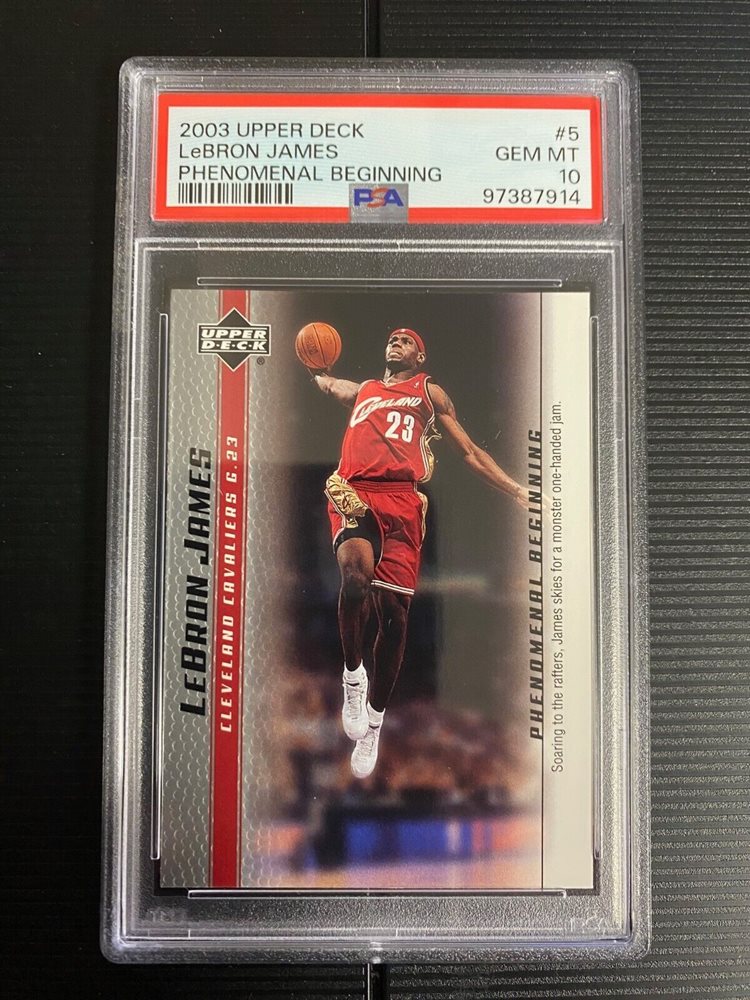 2003 UPPER DECK #5
LeBRON JAMES GEM MT
PHENOMENAL BEGINNING 10
PSA 97387914
UPPER
D·E·C·K
LEBRON JAMES
CLEVELAND CAVALIERS G.23
CLEVELAND
23
PHENOMENAL BEGINNING
Soaring to the rafters, James skies for a monster one-handed jam.